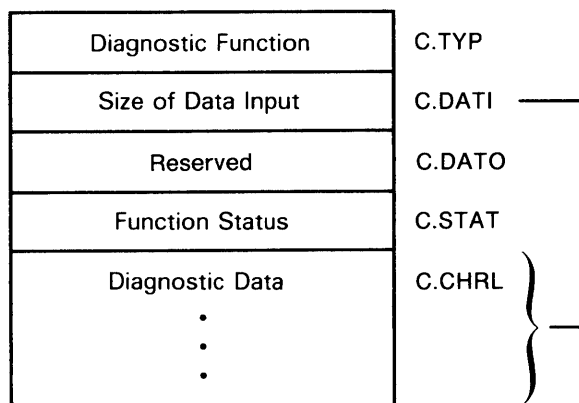 Diagnostic Function C.TYP
Size of Data Input C.DATI
Reserved C.DATO
Function Status C.STAT
Diagnostic Data C.CHRL